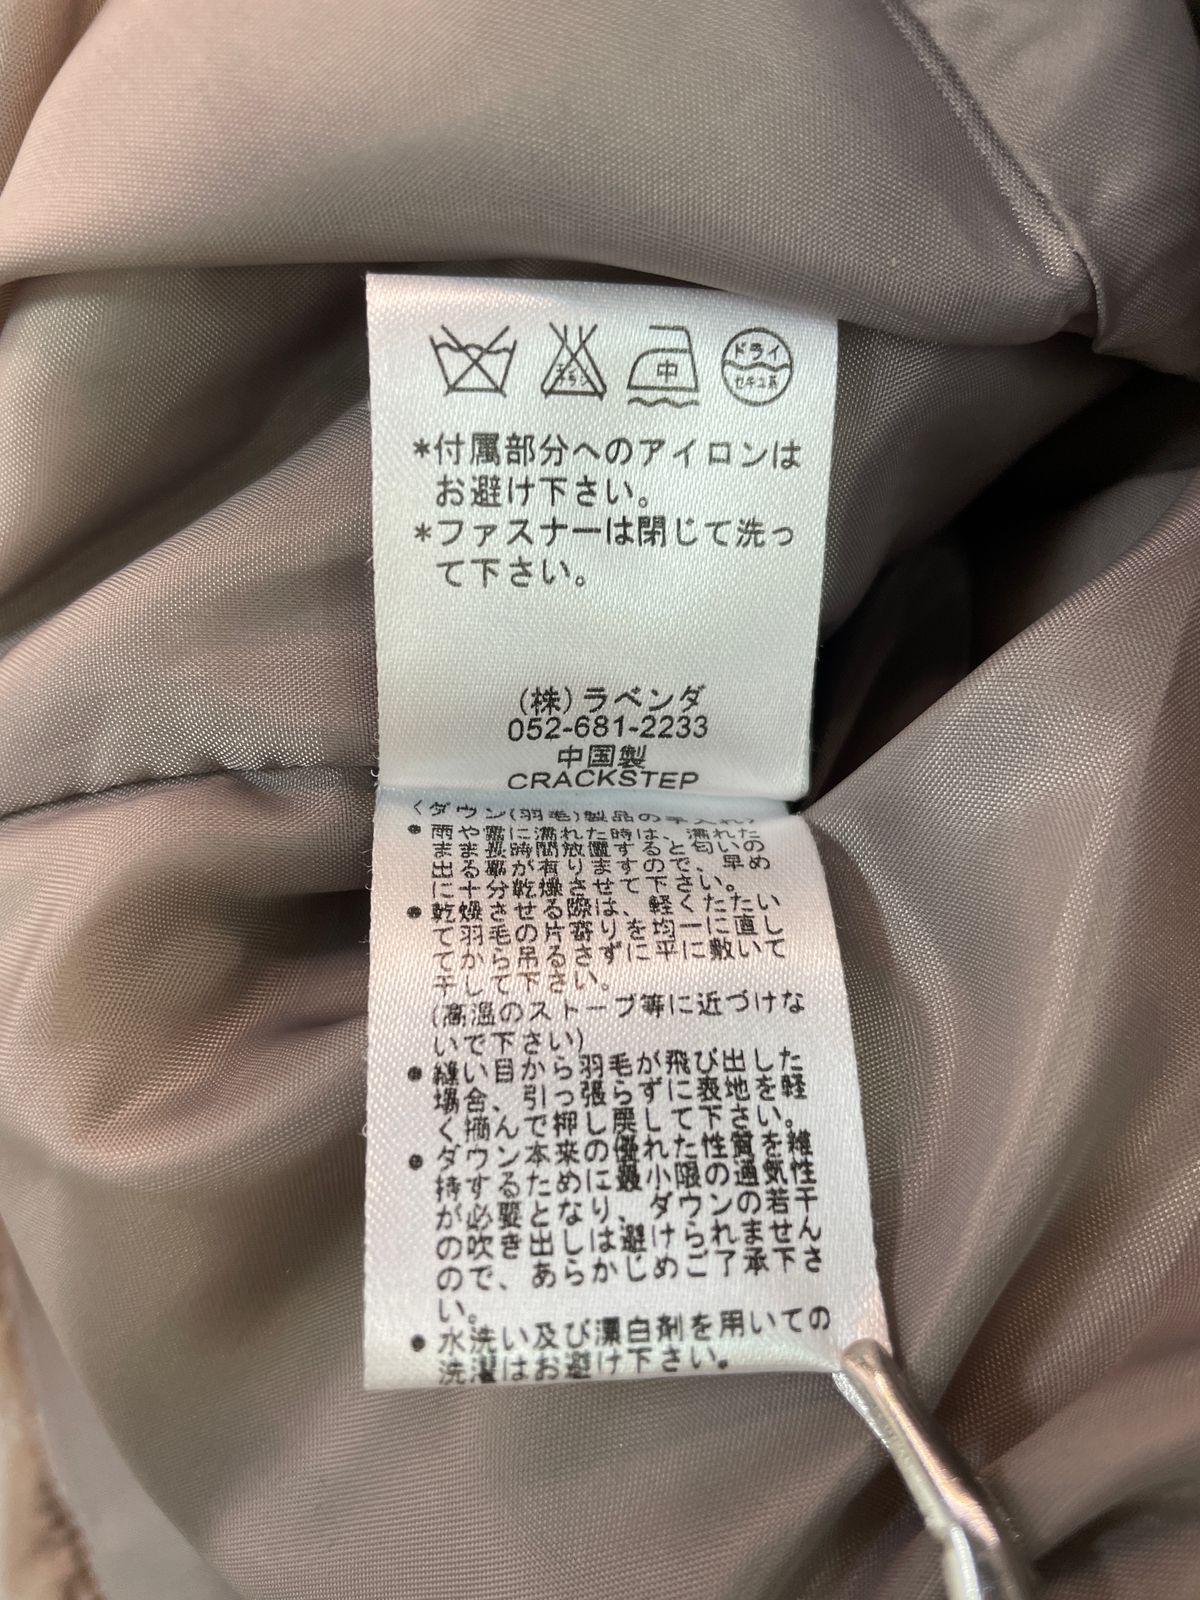 エンソ
中
ドライ
セキユ系
*付属部分へのアイロンは
お避け下さい。
*ファスナーは閉じて洗っ
て下さい。
(株)ラベンダ
052-681-2233
中国製
CRACKSTEP
くダウン(羽毛)製品の手入れ>
●雨や霧に濡れた時は、濡れた
まま長時間放置すると匂いの
出る事が有りますので、早め
に十分乾燥させて下さい。
●乾燥させる際は、軽くたたい
て羽毛の片寄りを均一に直し
てから吊るさずに平に敷いて
干して下さい。
(高温のストーブ等に近づけな
いで下さい)
●縫い目から羽毛が飛び出した
場合、引っ張らずに表地を軽
く摘んで押し戻して下さい。
●ダウン本来の優れた性質を維
持するために最小限の通気性
が必要となり、ダウンの若干
の吹き出しは避けられません
ので、あらかじめご了承下さ
い。
●水洗い及び漂白剤を用いての
洗濯はお避け下さい。